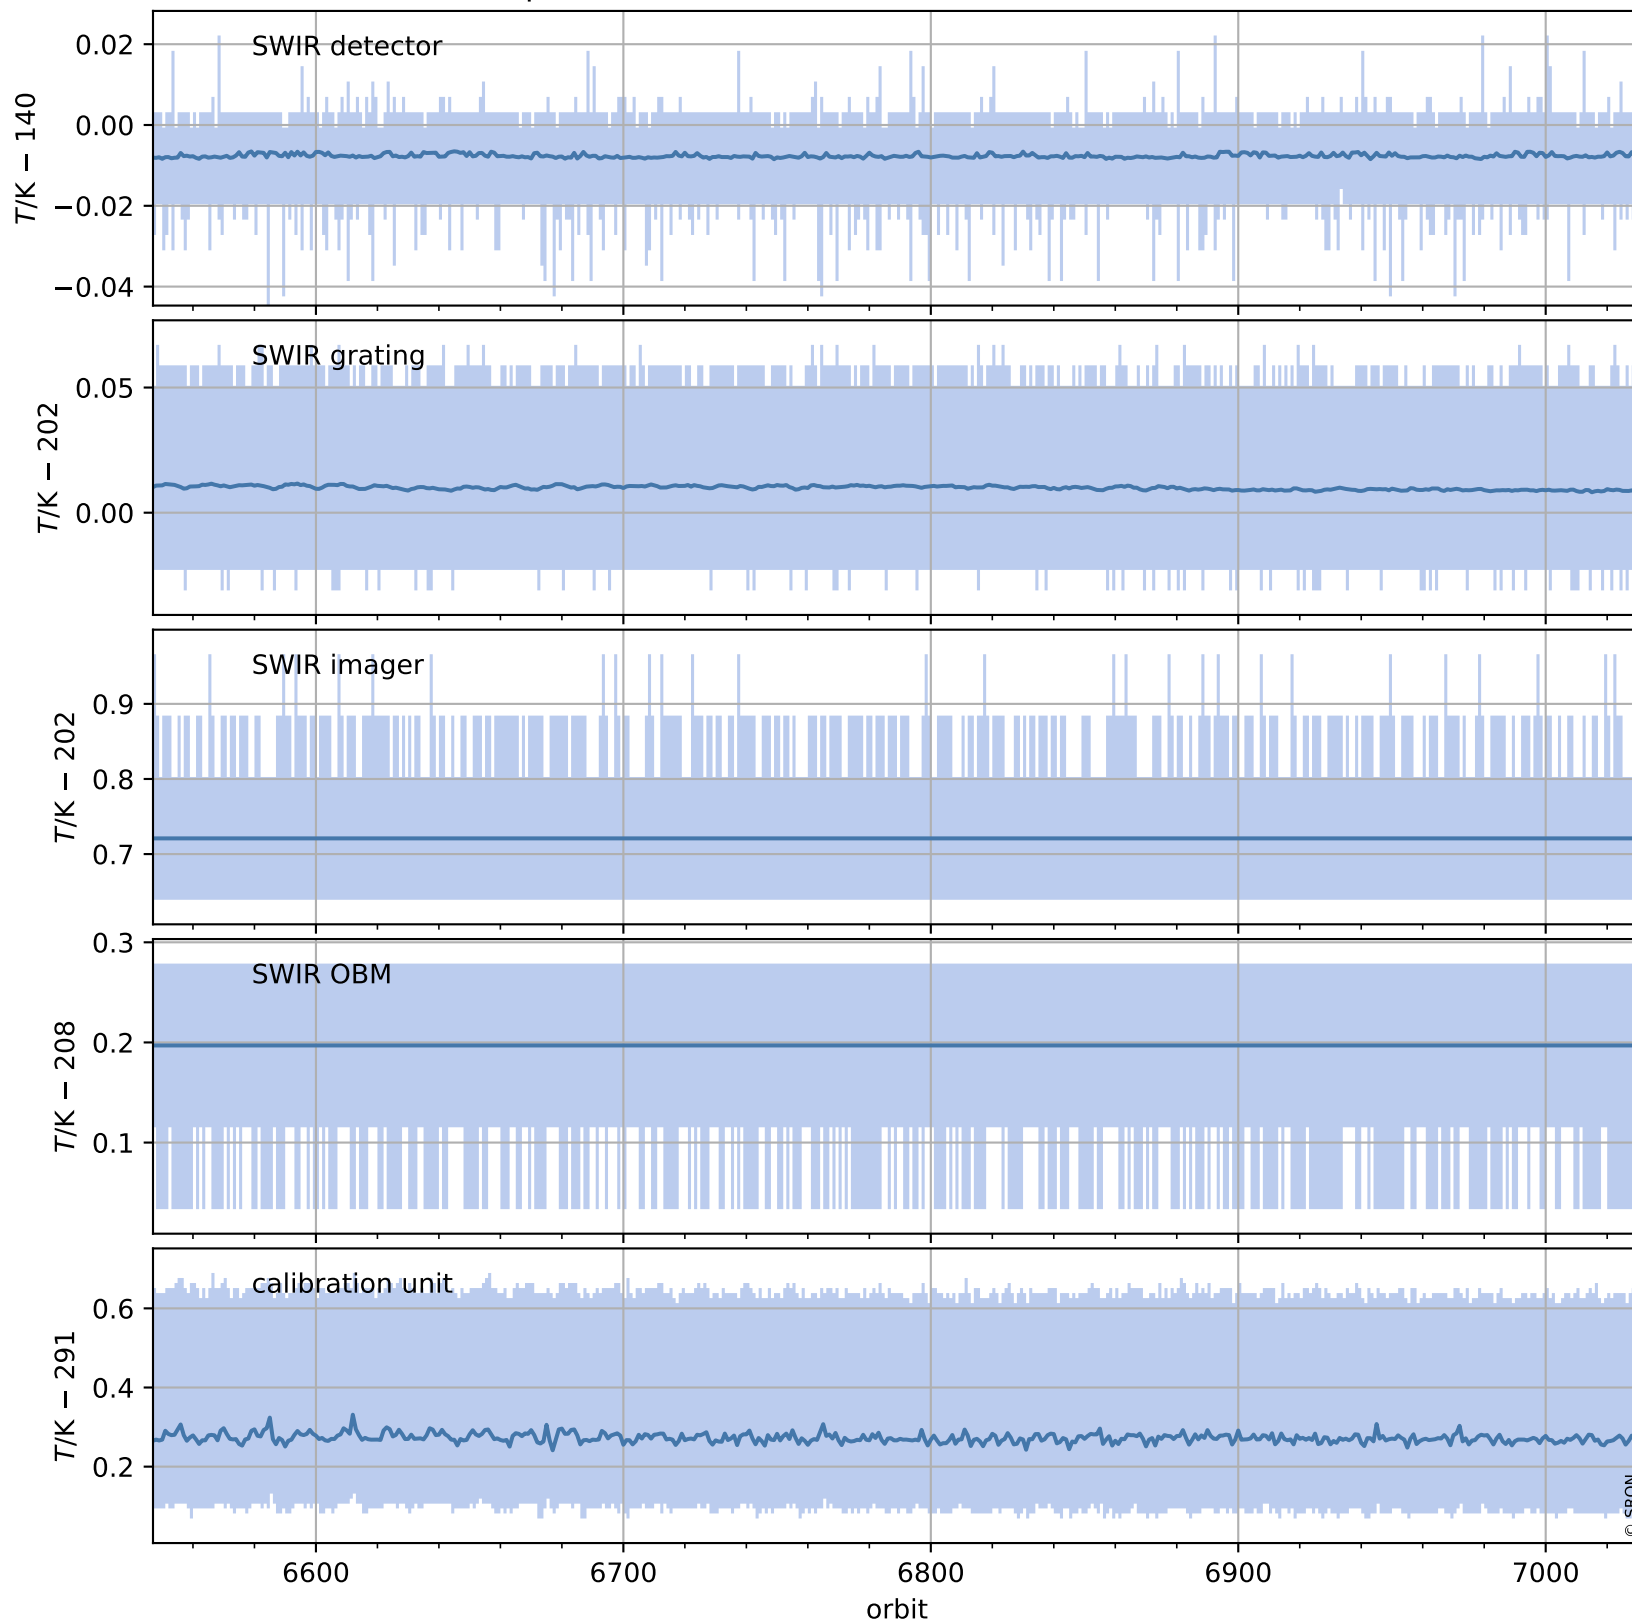 SWIR detector
0.02
0.00
−0.02
−0.04
T/K − 140
SWIR grating
0.05
0.00
T/K − 202
SWIR imager
0.9
0.8
0.7
T/K − 202
SWIR OBM
0.3
0.2
0.1
T/K − 208
calibration unit
0.6
0.4
0.2
T/K − 291
© SRON
6600 6700 6800 6900 7000
orbit